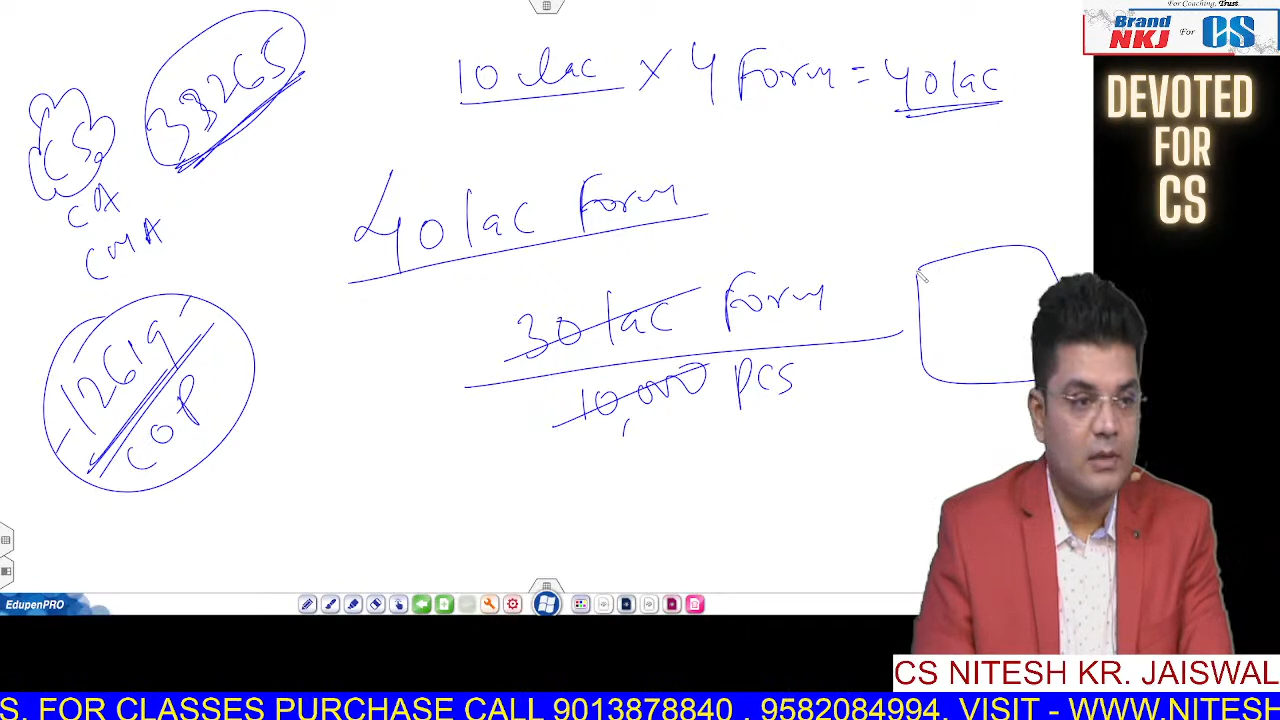 For Coaching, Trust
Brand NKJ For CS
DEVOTED
FOR
CS
10 lac × 4 Form = 40 lac
38265
CS
CA
CMA
40 lac Form
30 lac Form
10,000 PCS
12619
COP
EdupenPRO
CS NITESH KR. JAISWAL
S. FOR CLASSES PURCHASE CALL 9013878840 , 9582084994, VISIT - WWW.NITESH